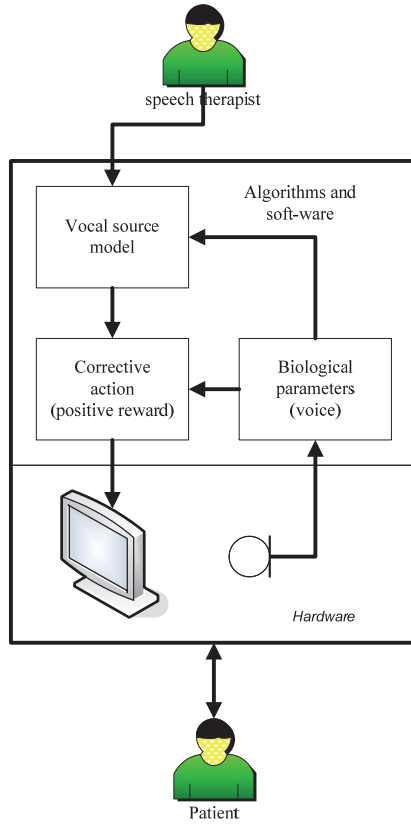 speech therapist
Algorithms and
soft-ware
Vocal source
model
Corrective
action
(positive reward)
Biological
parameters
(voice)
Hardware
Patient